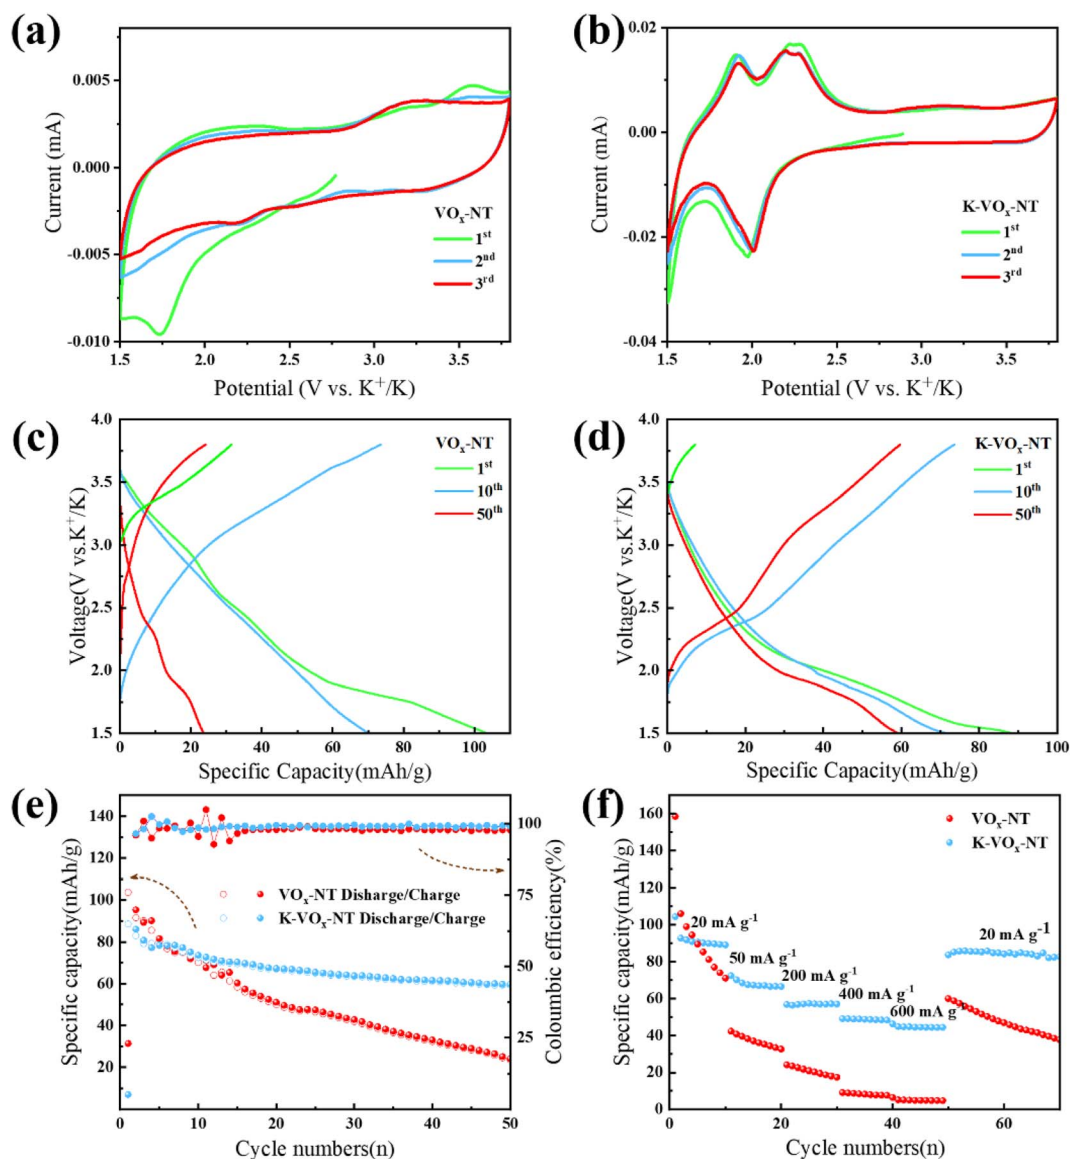 (a)
0.005
0.000
-0.005
-0.010
Current (mA)
VOx-NT
1st
2nd
3rd
1.5 2.0 2.5 3.0 3.5
Potential (V vs. K+/K)
(b)
0.02
0.00
-0.02
-0.04
Current (mA)
K-VOx-NT
1st
2nd
3rd
1.5 2.0 2.5 3.0 3.5
Potential (V vs. K+/K)
(c)
4.0
3.5
3.0
2.5
2.0
1.5
Voltage(V vs.K+/K)
VOx-NT
1st
10th
50th
0 20 40 60 80 100
Specific Capacity(mAh/g)
(d)
4.0
3.5
3.0
2.5
2.0
1.5
Voltage(V vs.K+/K)
K-VOx-NT
1st
10th
50th
0 20 40 60 80 100
Specific Capacity(mAh/g)
(e)
140
120
100
80
60
40
20
Specific capacity(mAh/g)
VOx-NT Disharge/Charge
K-VOx-NT Discharge/Charge
100
75
50
25
0
Coloumbic efficiency(%)
0 10 20 30 40 50
Cycle numbers(n)
(f)
160
140
120
100
80
60
40
20
0
Specific capacity(mAh/g)
VOx-NT
K-VOx-NT
20 mA g-1
50 mA g-1
200 mA g-1
400 mA g-1
600 mA g-1
20 mA g-1
0 20 40 60
Cycle numbers(n)